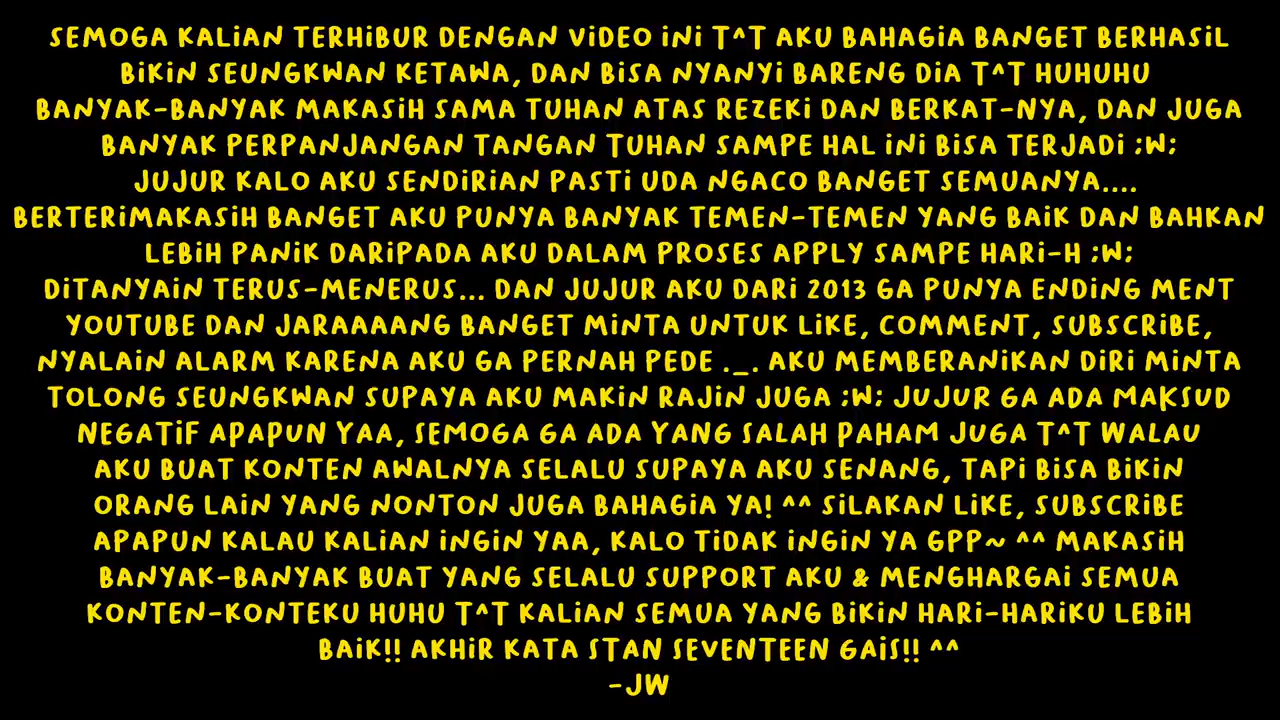 SEMOGA KALiAN TERHiBUR DENGAN ViDEO iNi T^T AKU BAHAGiA BANGET BERHASiL
BiKiN SEUNGKWAN KETAWA, DAN BiSA NYANYi BARENG DiA T^T HUHUHU
BANYAK-BANYAK MAKASiH SAMA TUHAN ATAS REZEKi DAN BERKAT-NYA, DAN JUGA
BANYAK PERPANJANGAN TANGAN TUHAN SAMPE HAL iNi BiSA TERJADi ;W;
JUJUR KALO AKU SENDiRiAN PASTi UDA NGACO BANGET SEMUANYA....
BERTERiMAKASiH BANGET AKU PUNYA BANYAK TEMEN-TEMEN YANG BAiK DAN BAHKAN
LEBiH PANiK DARiPADA AKU DALAM PROSES APPLY SAMPE HARi-H ;W;
DiTANYAiN TERUS-MENERUS... DAN JUJUR AKU DARi 2013 GA PUNYA ENDiNG MENT
YOUTUBE DAN JARAAAANG BANGET MiNTA UNTUK LiKE, COMMENT, SUBSCRiBE,
NYALAiN ALARM KARENA AKU GA PERNAH PEDE ._. AKU MEMBERANiKAN DiRi MiNTA
TOLONG SEUNGKWAN SUPAYA AKU MAKiN RAJiN JUGA ;W; JUJUR GA ADA MAKSUD
NEGATiF APAPUN YAA, SEMOGA GA ADA YANG SALAH PAHAM JUGA T^T WALAU
AKU BUAT KONTEN AWALNYA SELALU SUPAYA AKU SENANG, TAPi BiSA BiKiN
ORANG LAiN YANG NONTON JUGA BAHAGiA YA! ^^ SiLAKAN LiKE, SUBSCRiBE
APAPUN KALAU KALiAN iNGiN YAA, KALO TiDAK iNGiN YA GPP~ ^^ MAKASiH
BANYAK-BANYAK BUAT YANG SELALU SUPPORT AKU & MENGHARGAi SEMUA
KONTEN-KONTEKU HUHU T^T KALiAN SEMUA YANG BiKiN HARi-HARiKU LEBiH
BAiK!! AKHiR KATA STAN SEVENTEEN GAiS!! ^^
-JW